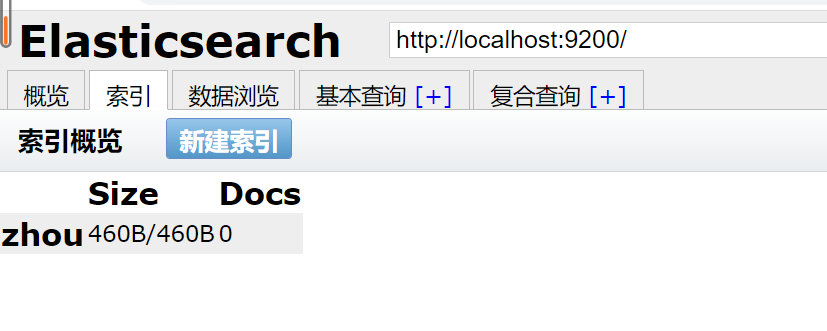 Elasticsearch http://localhost:9200/
概览 索引 数据浏览 基本查询 [+] 复合查询 [+]
索引概览 新建索引
Size Docs
zhou 460B/460B 0